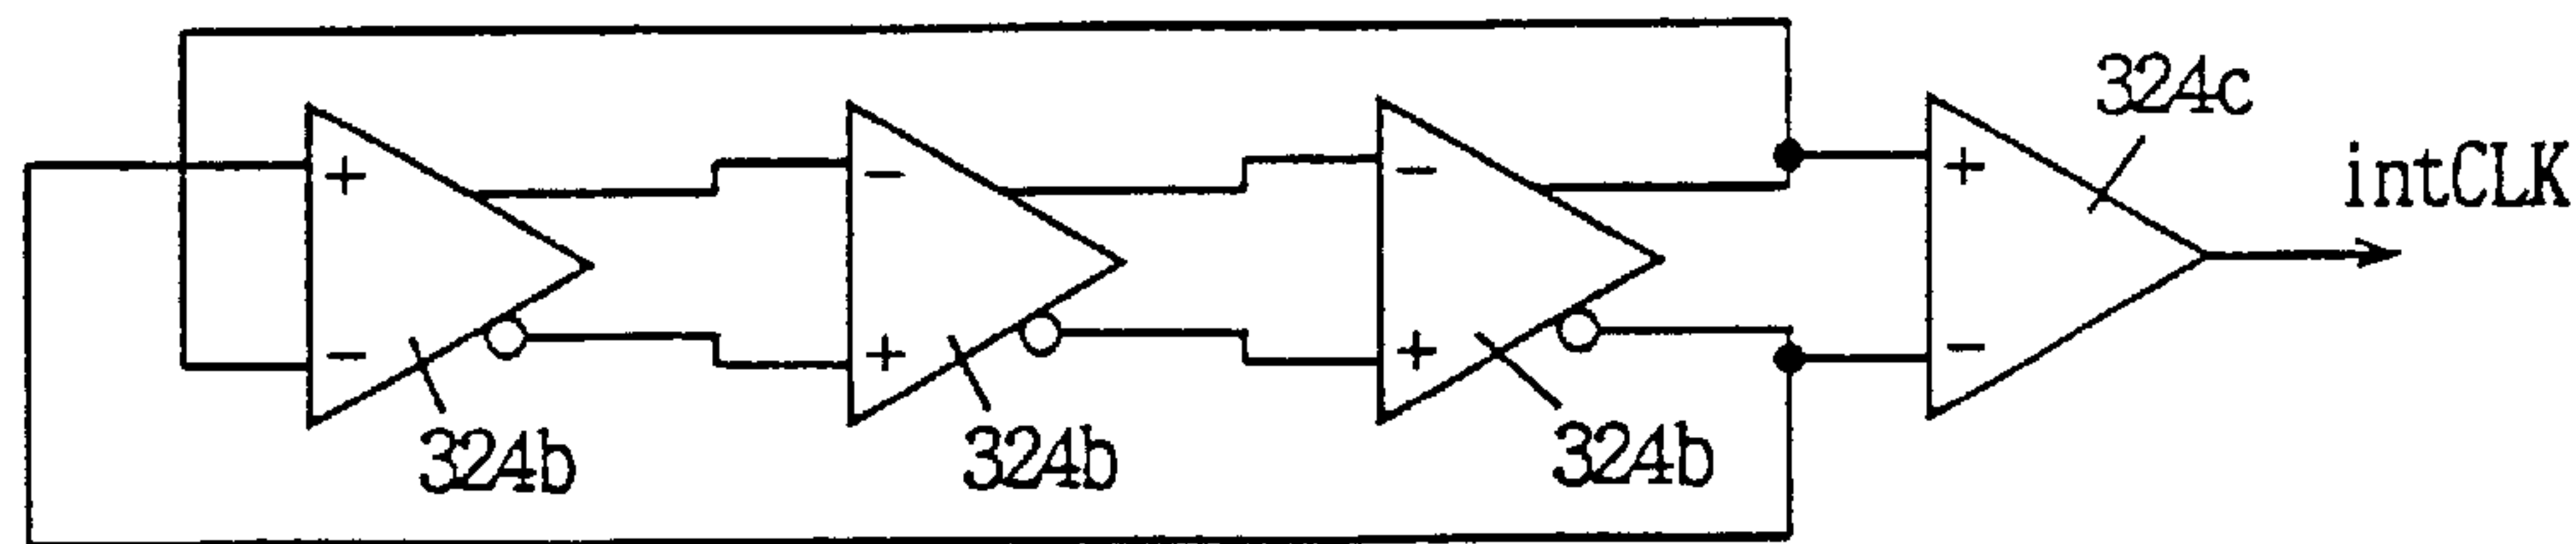 324c
intCLK
+ - - +
- + + -
324b 324b 324b